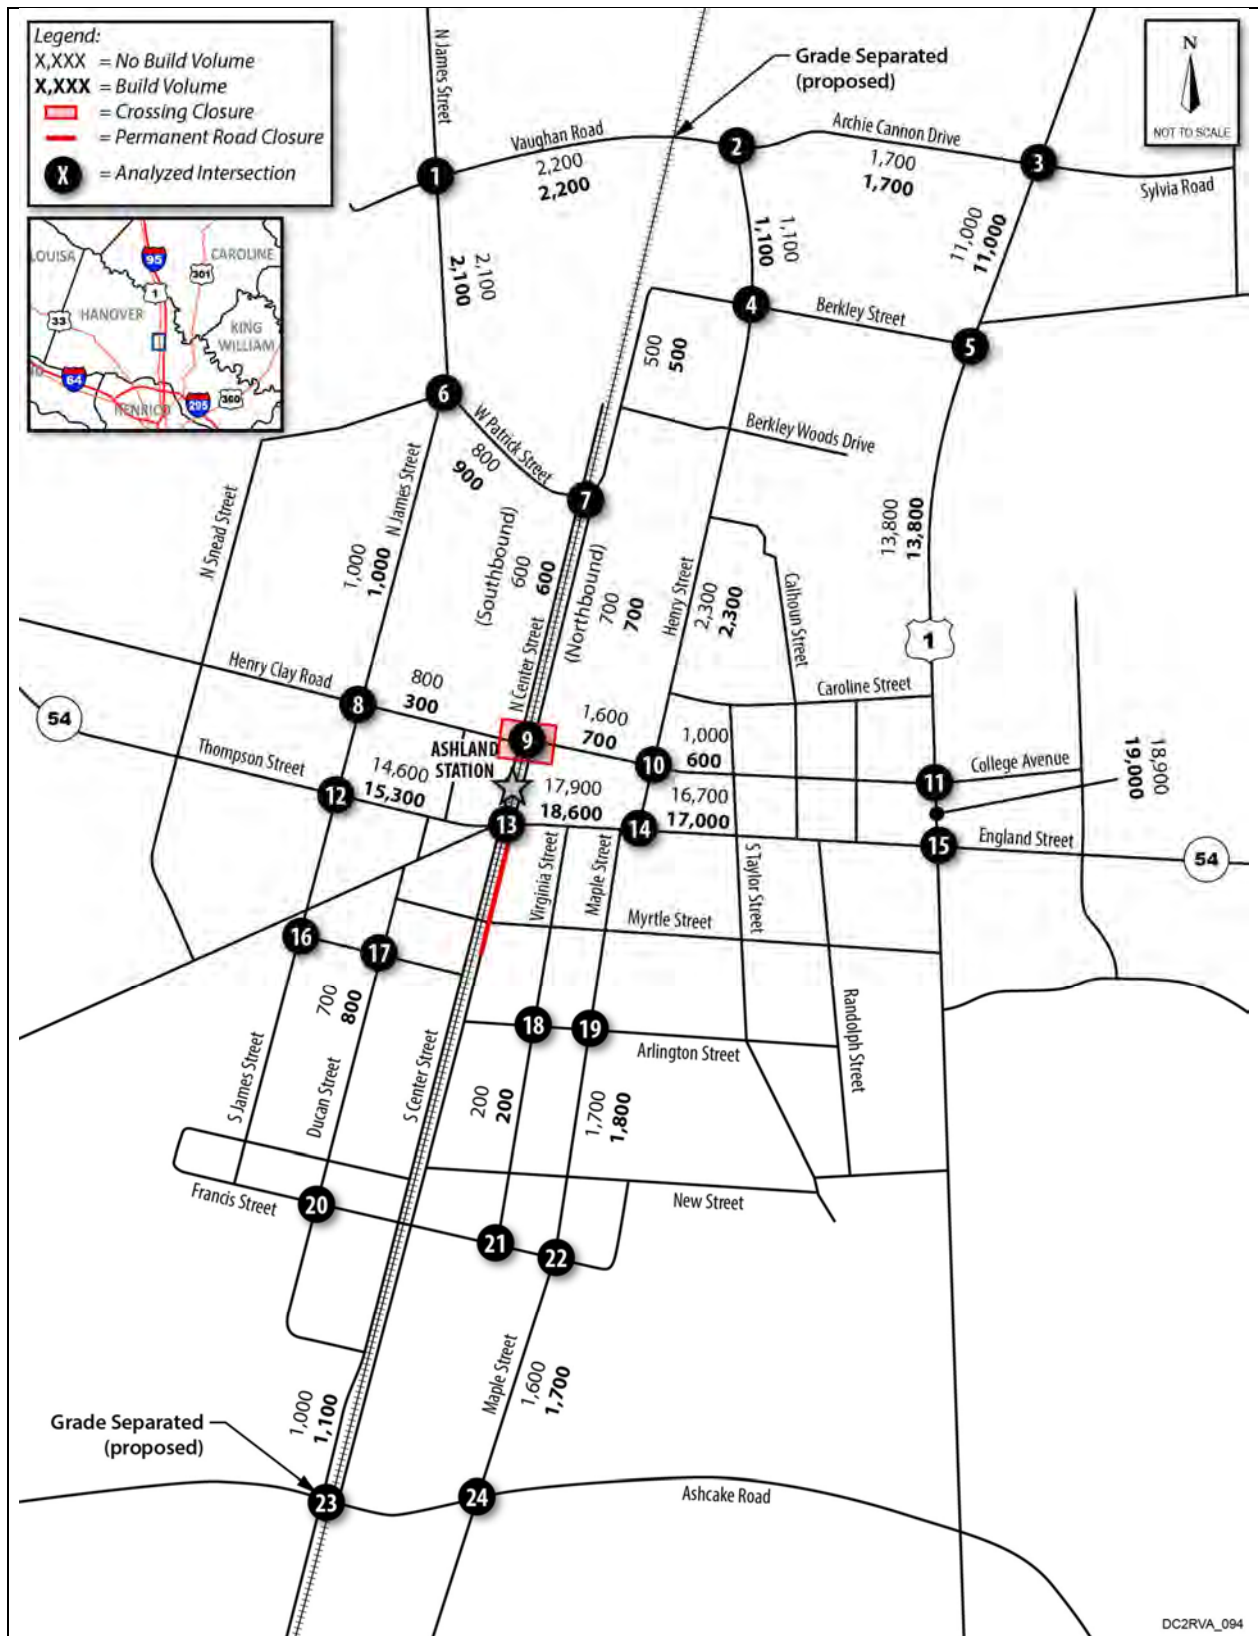 Legend:
X,XXX = No Build Volume
X,XXX = Build Volume
= Crossing Closure
= Permanent Road Closure
X = Analyzed Intersection
N
NOT TO SCALE
Grade Separated
(proposed)
N James Street
Vaughan Road
2,200
2,200
Archie Cannon Drive
1,700
1,700
Sylvia Road
1
2
3
LOUISA
CAROLINE
95
301
1
HANOVER
33
KING
WILLIAM
64
HENRICO
295
360
2,100
2,100
1,100
1,100
11,000
11,000
4
Berkley Street
5
500
500
6
W Patrick Street
800
900
Berkley Woods Drive
N Snead Street
N James Street
1,000
1,000
7
(Southbound)
600
600
(Northbound)
700
700
Henry Street
2,300
2,300
Calhoun Street
13,800
13,800
1
Henry Clay Road
8
800
300
N Center Street
9
1,600
700
Caroline Street
1,000
600
10
11
College Avenue
18,900
19,000
54
Thompson Street
ASHLAND
STATION
12
14,600
15,300
13
17,900
18,600
14
16,700
17,000
15
England Street
54
Virginia Street
Maple Street
S Taylor Street
Myrtle Street
16
17
700
800
S James Street
Ducan Street
S Center Street
18
19
Arlington Street
Randolph Street
200
200
1,700
1,800
Francis Street
20
21
22
New Street
Maple Street
1,600
1,700
1,000
1,100
Grade Separated
(proposed)
23
24
Ashcake Road
DC2RVA_094